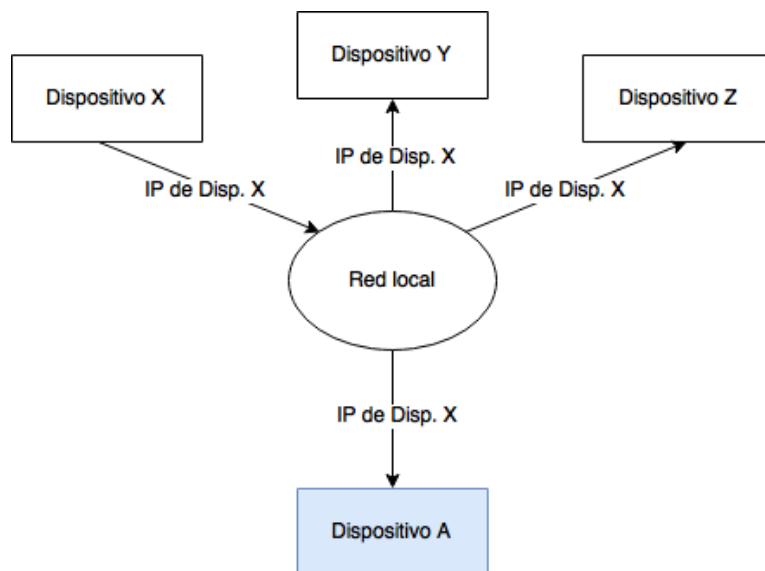 Dispositivo Y
Dispositivo X
Dispositivo Z
IP de Disp. X
IP de Disp. X
IP de Disp. X
Red local
IP de Disp. X
Dispositivo A